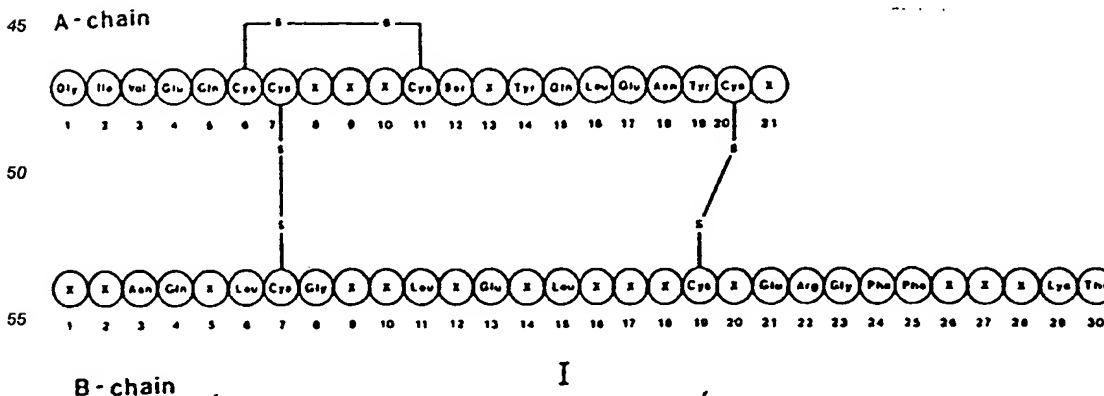 45 A-chain
S S
Gly Ile Val Glu Gln Cys Cys X X X Cys Ser X Tyr Gln Leu Glu Asn Tyr Cys X
1 2 3 4 5 6 7 8 9 10 11 12 13 14 15 16 17 18 19 20 21
S S
50
S S
X X Asn Gln X Leu Cys Gly X X Leu X Glu X Leu X X X Cys X Glu Arg Gly Phe Phe X X X Lys Thr
55 1 2 3 4 5 6 7 8 9 10 11 12 13 14 15 16 17 18 19 20 21 22 23 24 25 26 27 28 29 30
I
B-chain